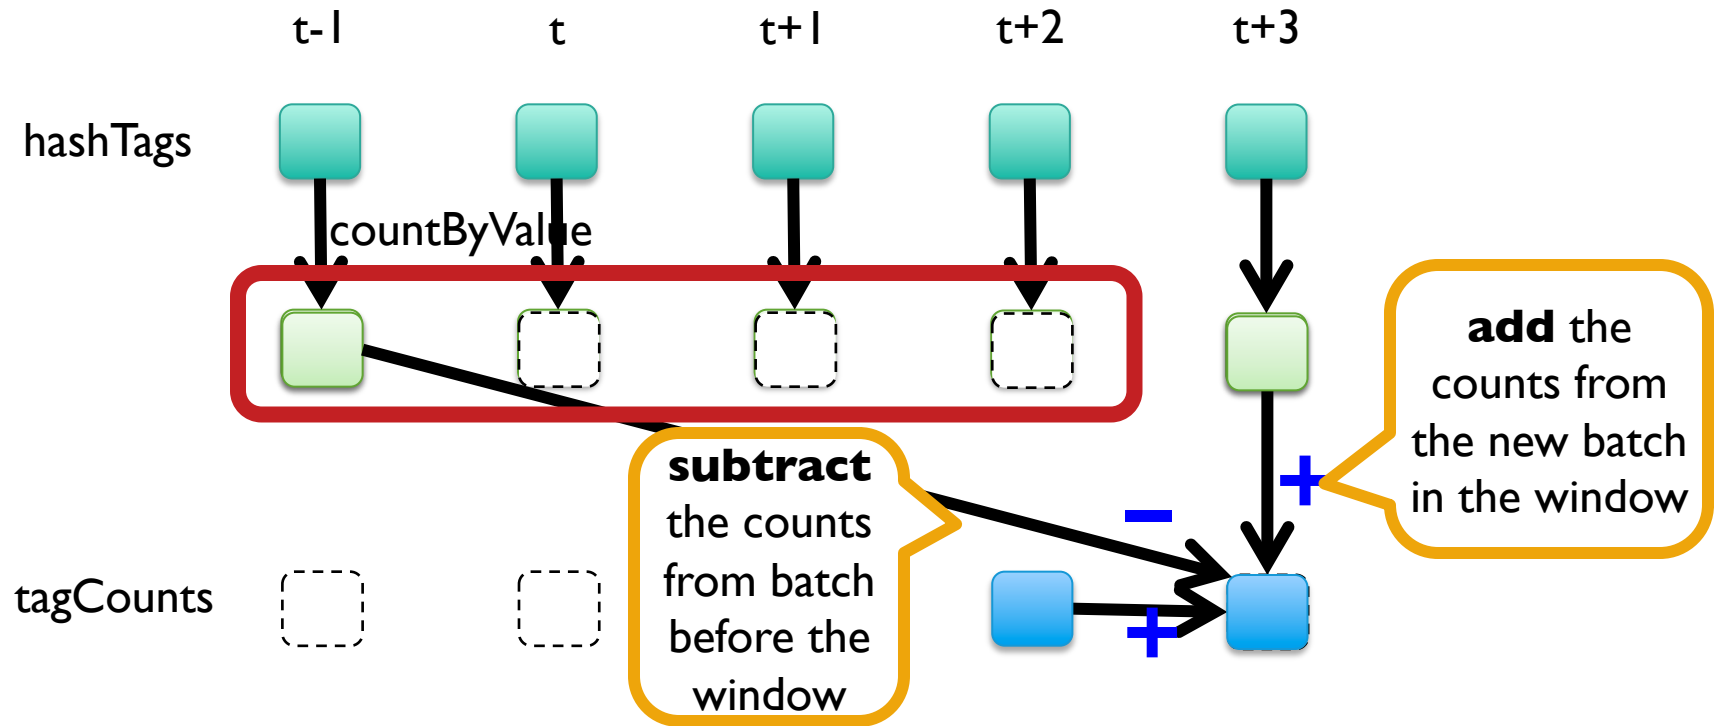 t-1 t t+1 t+2 t+3
hashTags
countByValue
add the
counts from
the new batch
in the window
+
subtract
the counts
from batch
before the
window
–
tagCounts
+